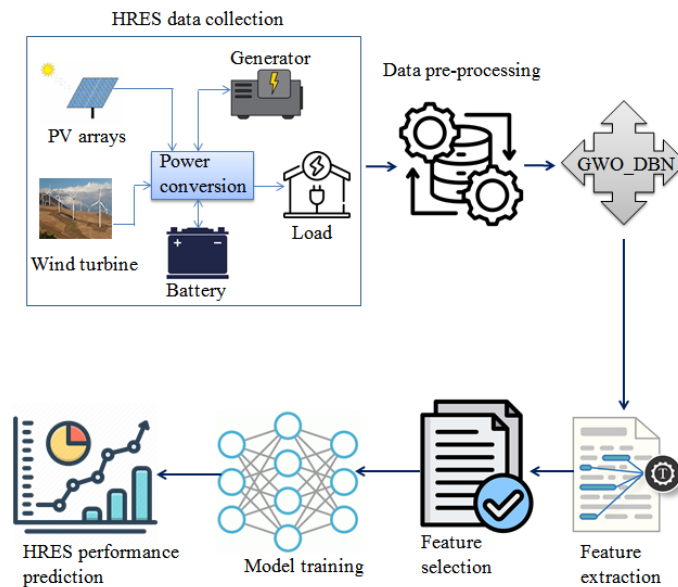 HRES data collection
Generator
PV arrays
Power
conversion
Load
Wind turbine
Battery
Data pre-processing
GWO_DBN
HRES performance
prediction
Model training
Feature
selection
T
Feature
extraction